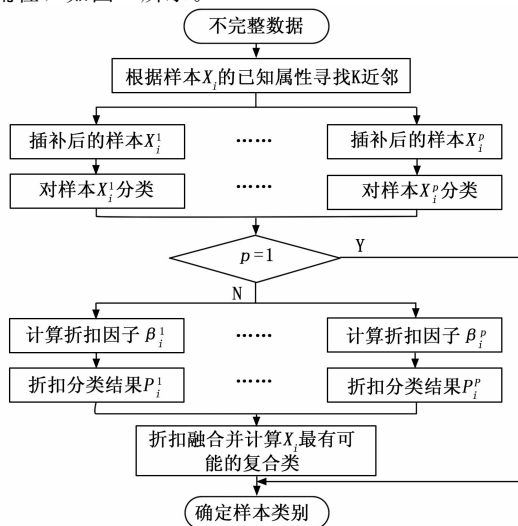 不完整数据
根据样本X_i的已知属性寻找K近邻
插补后的样本X_i^1 …… 插补后的样本X_i^p
对样本X_i^1分类 …… 对样本X_i^p分类
p=1
Y
N
计算折扣因子 β_i^1 …… 计算折扣因子 β_i^p
折扣分类结果P_i^1 …… 折扣分类结果P_i^p
折扣融合并计算X_i最有可
能的复合类
确定样本类别